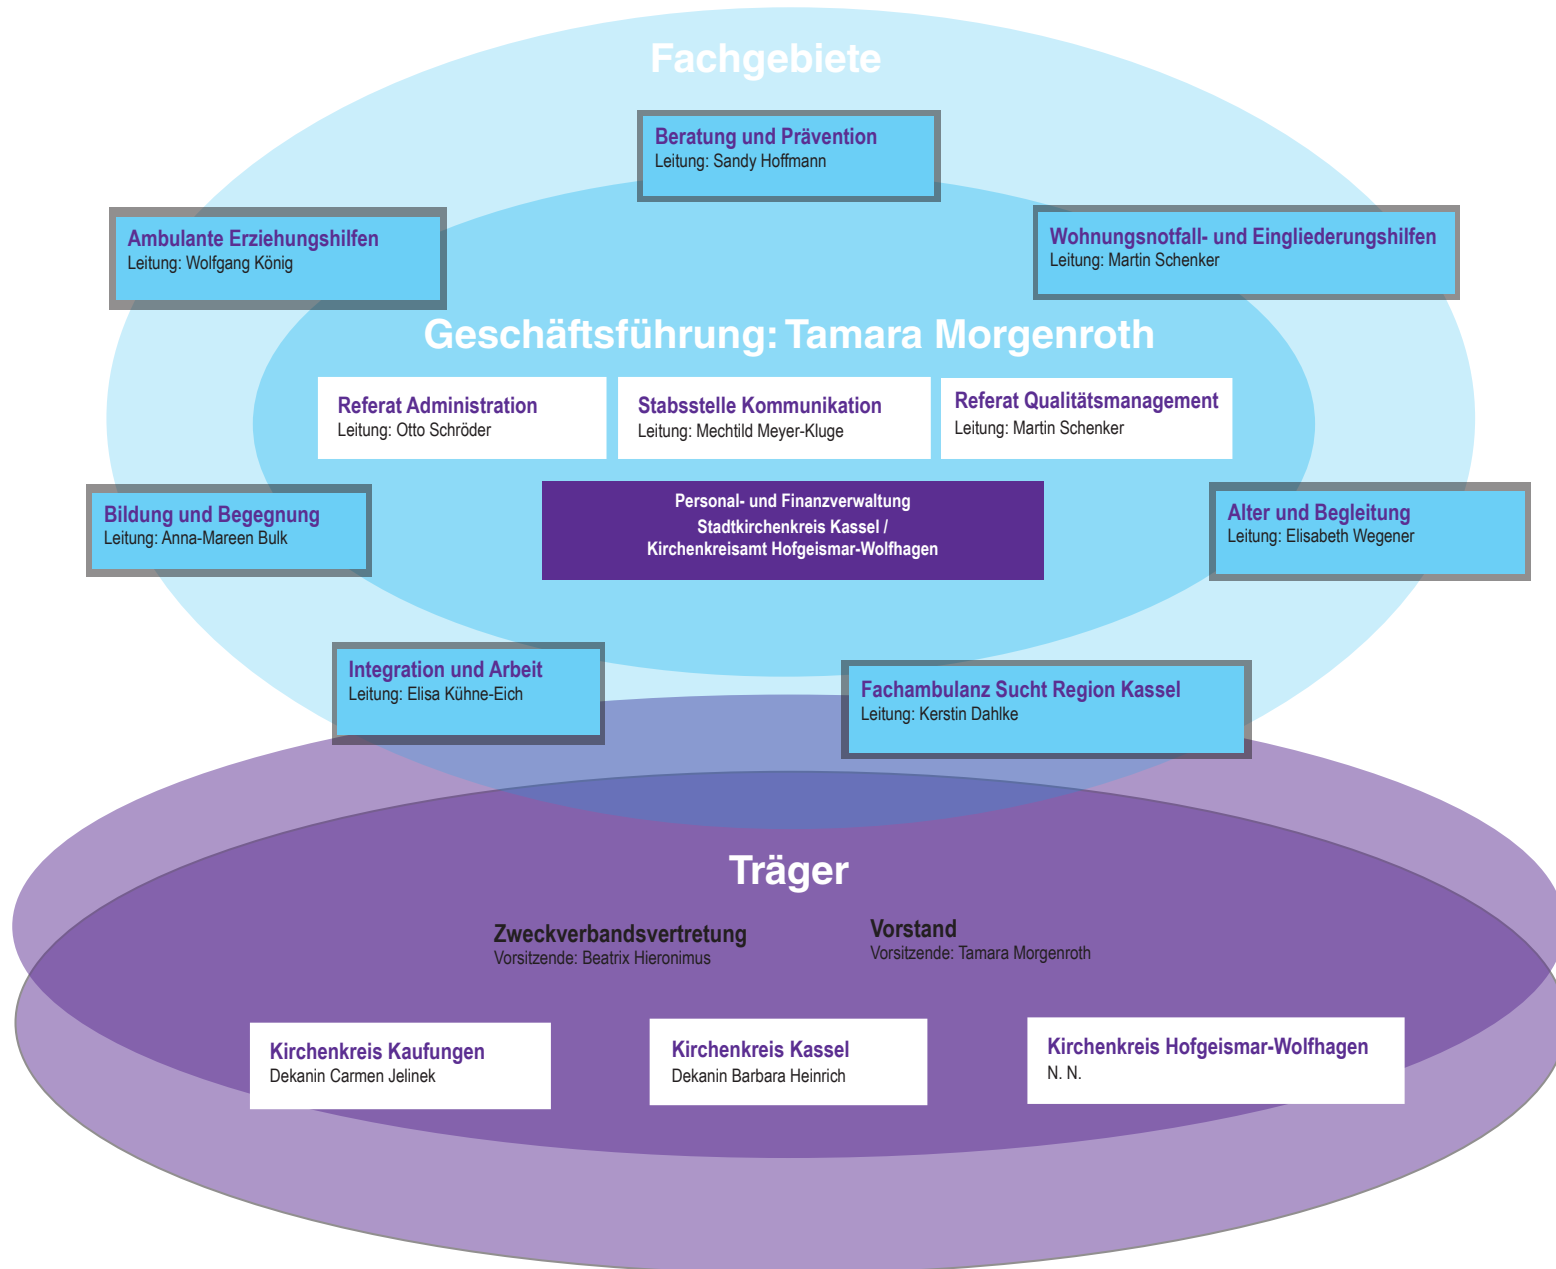 Fachgebiete
Beratung und Prävention
Leitung: Sandy Hoffmann
Ambulante Erziehungshilfen
Leitung: Wolfgang König
Wohnungsnotfall- und Eingliederungshilfen
Leitung: Martin Schenker
Geschäftsführung: Tamara Morgenroth
Referat Administration
Leitung: Otto Schröder
Stabsstelle Kommunikation
Leitung: Mechtild Meyer-Kluge
Referat Qualitätsmanagement
Leitung: Martin Schenker
Bildung und Begegnung
Leitung: Anna-Mareen Bulk
Personal- und Finanzverwaltung
Stadtkirchenkreis Kassel /
Kirchenkreisamt Hofgeismar-Wolfhagen
Alter und Begleitung
Leitung: Elisabeth Wegener
Integration und Arbeit
Leitung: Elisa Kühne-Eich
Fachambulanz Sucht Region Kassel
Leitung: Kerstin Dahlke
Träger
Zweckverbandsvertretung
Vorsitzende: Beatrix Hieronimus
Vorstand
Vorsitzende: Tamara Morgenroth
Kirchenkreis Kaufungen
Dekanin Carmen Jelinek
Kirchenkreis Kassel
Dekanin Barbara Heinrich
Kirchenkreis Hofgeismar-Wolfhagen
N. N.